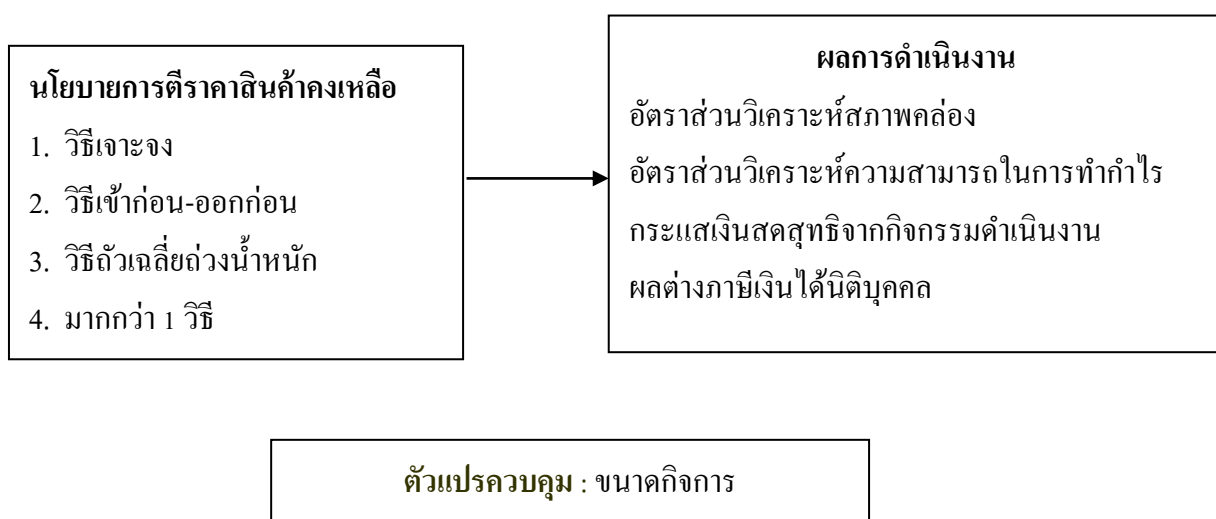 นโยบายการตีราคาสินค้าคงเหลือ
1. วิธีเจาะจง
2. วิธีเข้าก่อน-ออกก่อน
3. วิธีถัวเฉลี่ยถ่วงน้ำหนัก
4. มากกว่า 1 วิธี
ผลการดำเนินงาน
อัตราส่วนวิเคราะห์สภาพคล่อง
อัตราส่วนวิเคราะห์ความสามารถในการทำกำไร
กระแสเงินสดสุทธิจากกิจกรรมดำเนินงาน
ผลต่างภาษีเงินได้นิติบุคคล
ตัวแปรควบคุม : ขนาดกิจการ